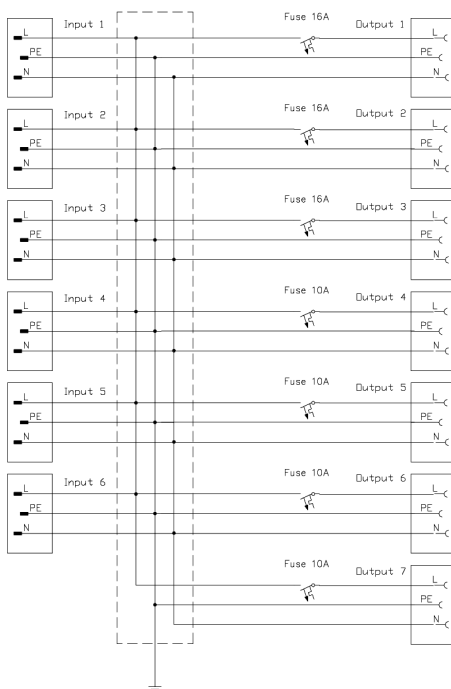 Input 1 Fuse 16A Output 1
L L
PE PE
N N
Input 2 Fuse 16A Output 2
L L
PE PE
N N
Input 3 Fuse 16A Output 3
L L
PE PE
N N
Input 4 Fuse 10A Output 4
L L
PE PE
N N
Input 5 Fuse 10A Output 5
L L
PE PE
N N
Input 6 Fuse 10A Output 6
L L
PE PE
N N
Fuse 10A Output 7
L
PE
N